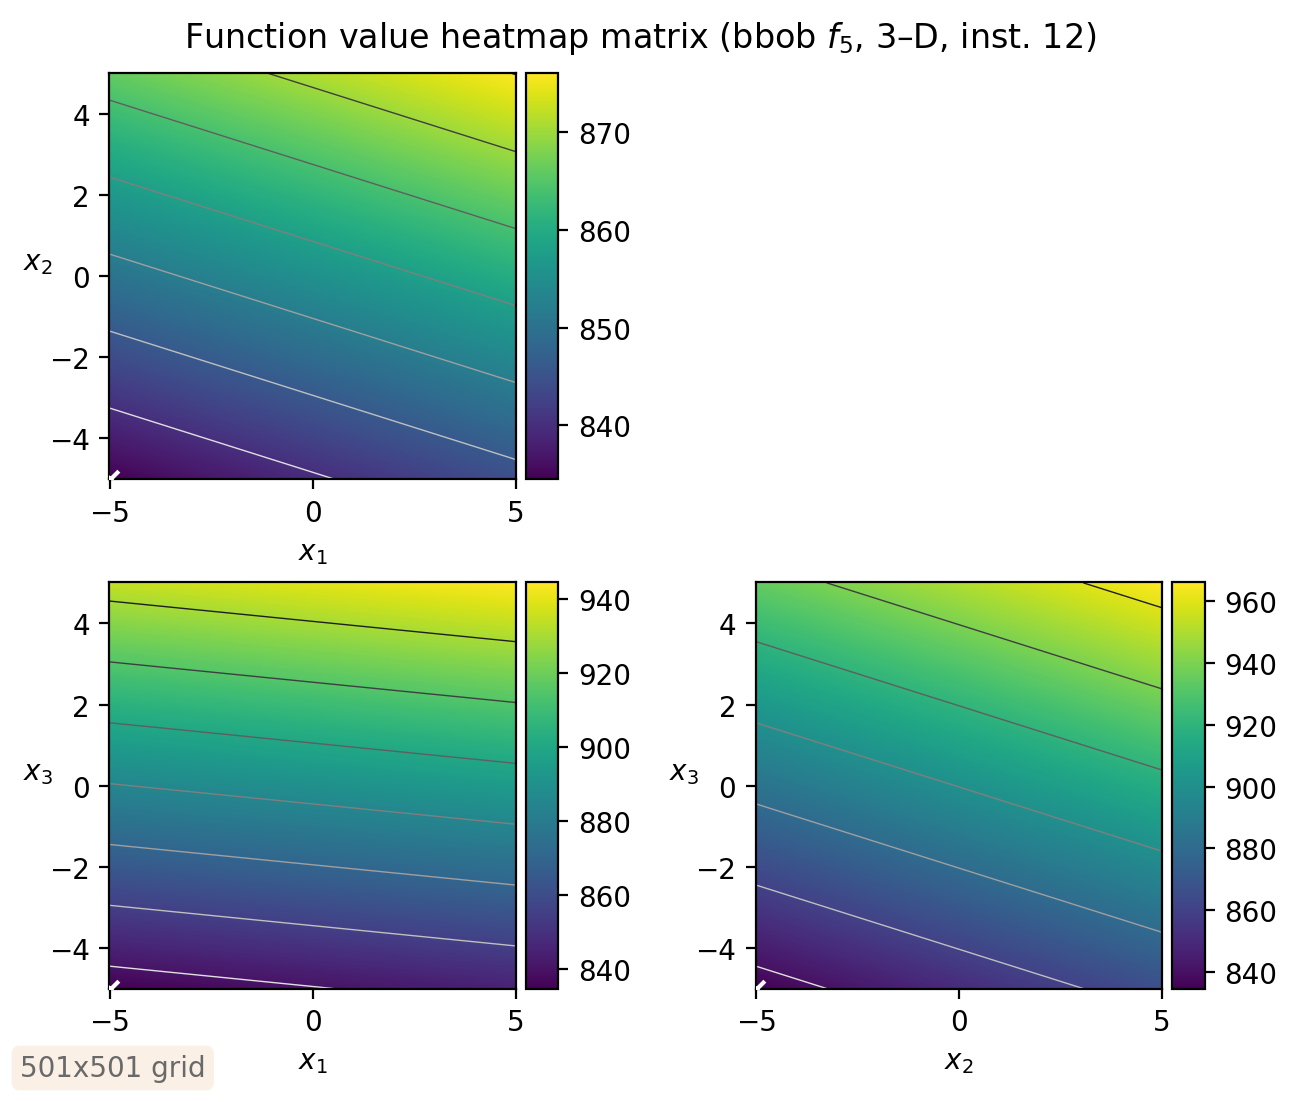 Function value heatmap matrix (bbob f₅, 3–D, inst. 12)
4
2
0
−2
−4
x₂
−5 0 5
x₁
870
860
850
840
4
2
0
−2
−4
x₃
−5 0 5
x₁
940
920
900
880
860
840
4
2
0
−2
−4
x₃
−5 0 5
x₂
960
940
920
900
880
860
840
501x501 grid